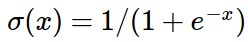 σ(x) = 1/(1 + e⁻ˣ)